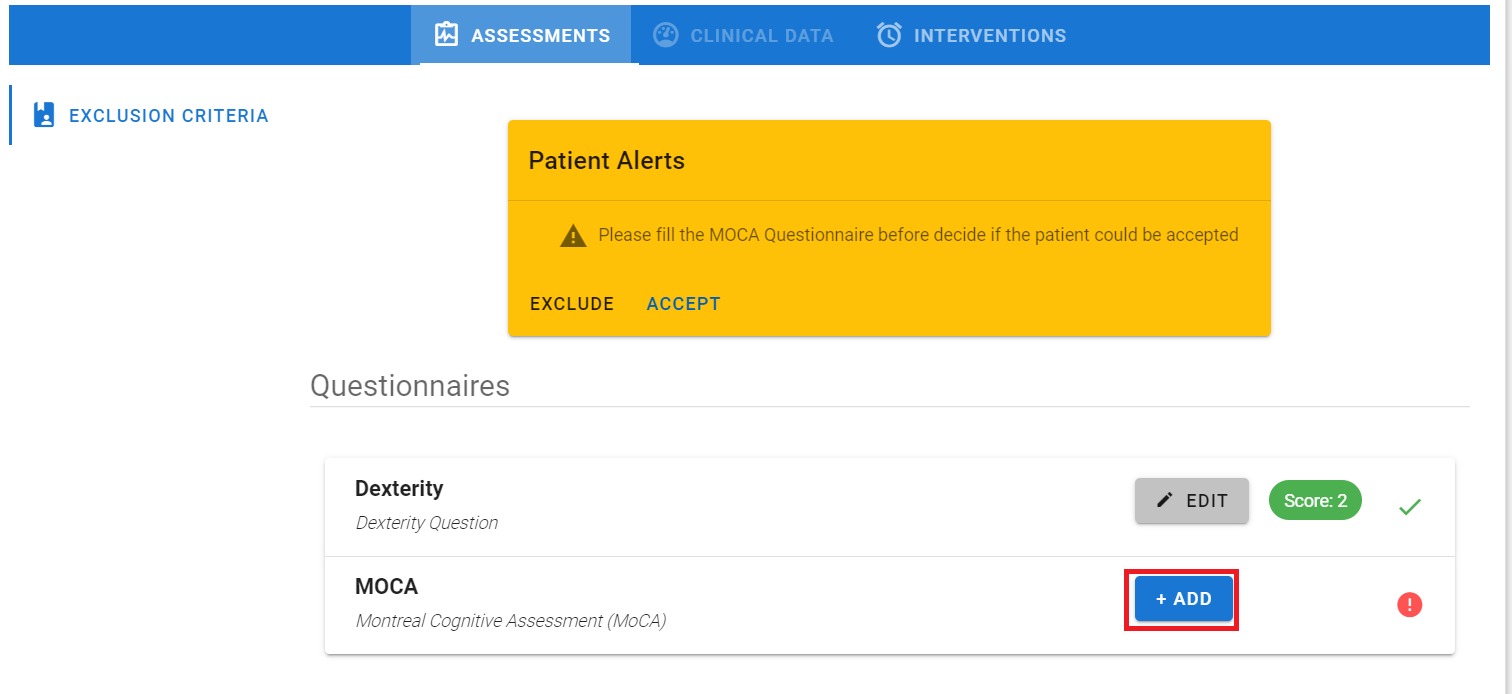 ASSESSMENTS CLINICAL DATA INTERVENTIONS
EXCLUSION CRITERIA
Patient Alerts
Please fill the MOCA Questionnaire before decide if the patient could be accepted
EXCLUDE ACCEPT
Questionnaires
Dexterity
Dexterity Question
EDIT Score: 2
MOCA
Montreal Cognitive Assessment (MoCA)
+ ADD